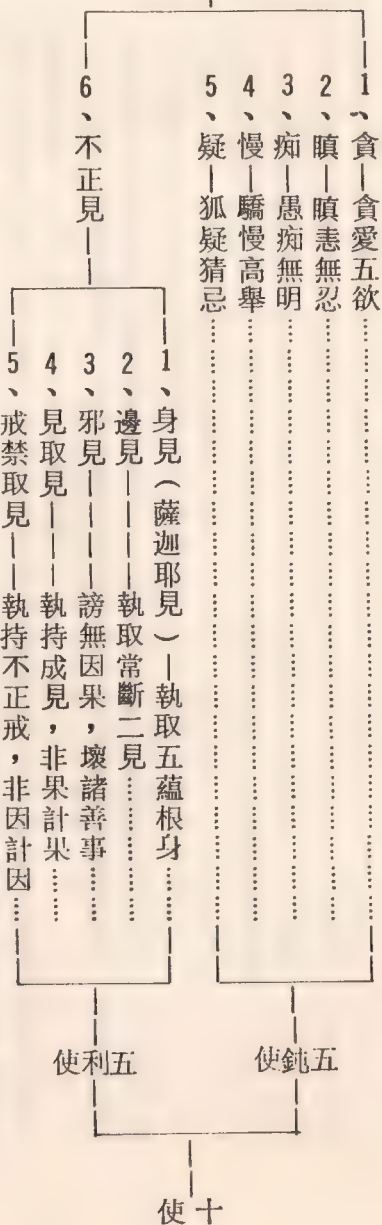 1、貪—貪愛五欲……
2、瞋—瞋恚無忍……
3、痴—愚痴無明……
4、慢—驕慢高舉……
5、疑—狐疑猜忌……
6、不正見——
1、身見（薩迦耶見）—執取五蘊根身……
2、邊見————執取常斷二見……
3、邪見————謗無因果，壞諸善事……
4、見取見———執持成見，非果計果……
5、戒禁取見——執持不正戒，非因計因……
使鈍五
使利五
使十